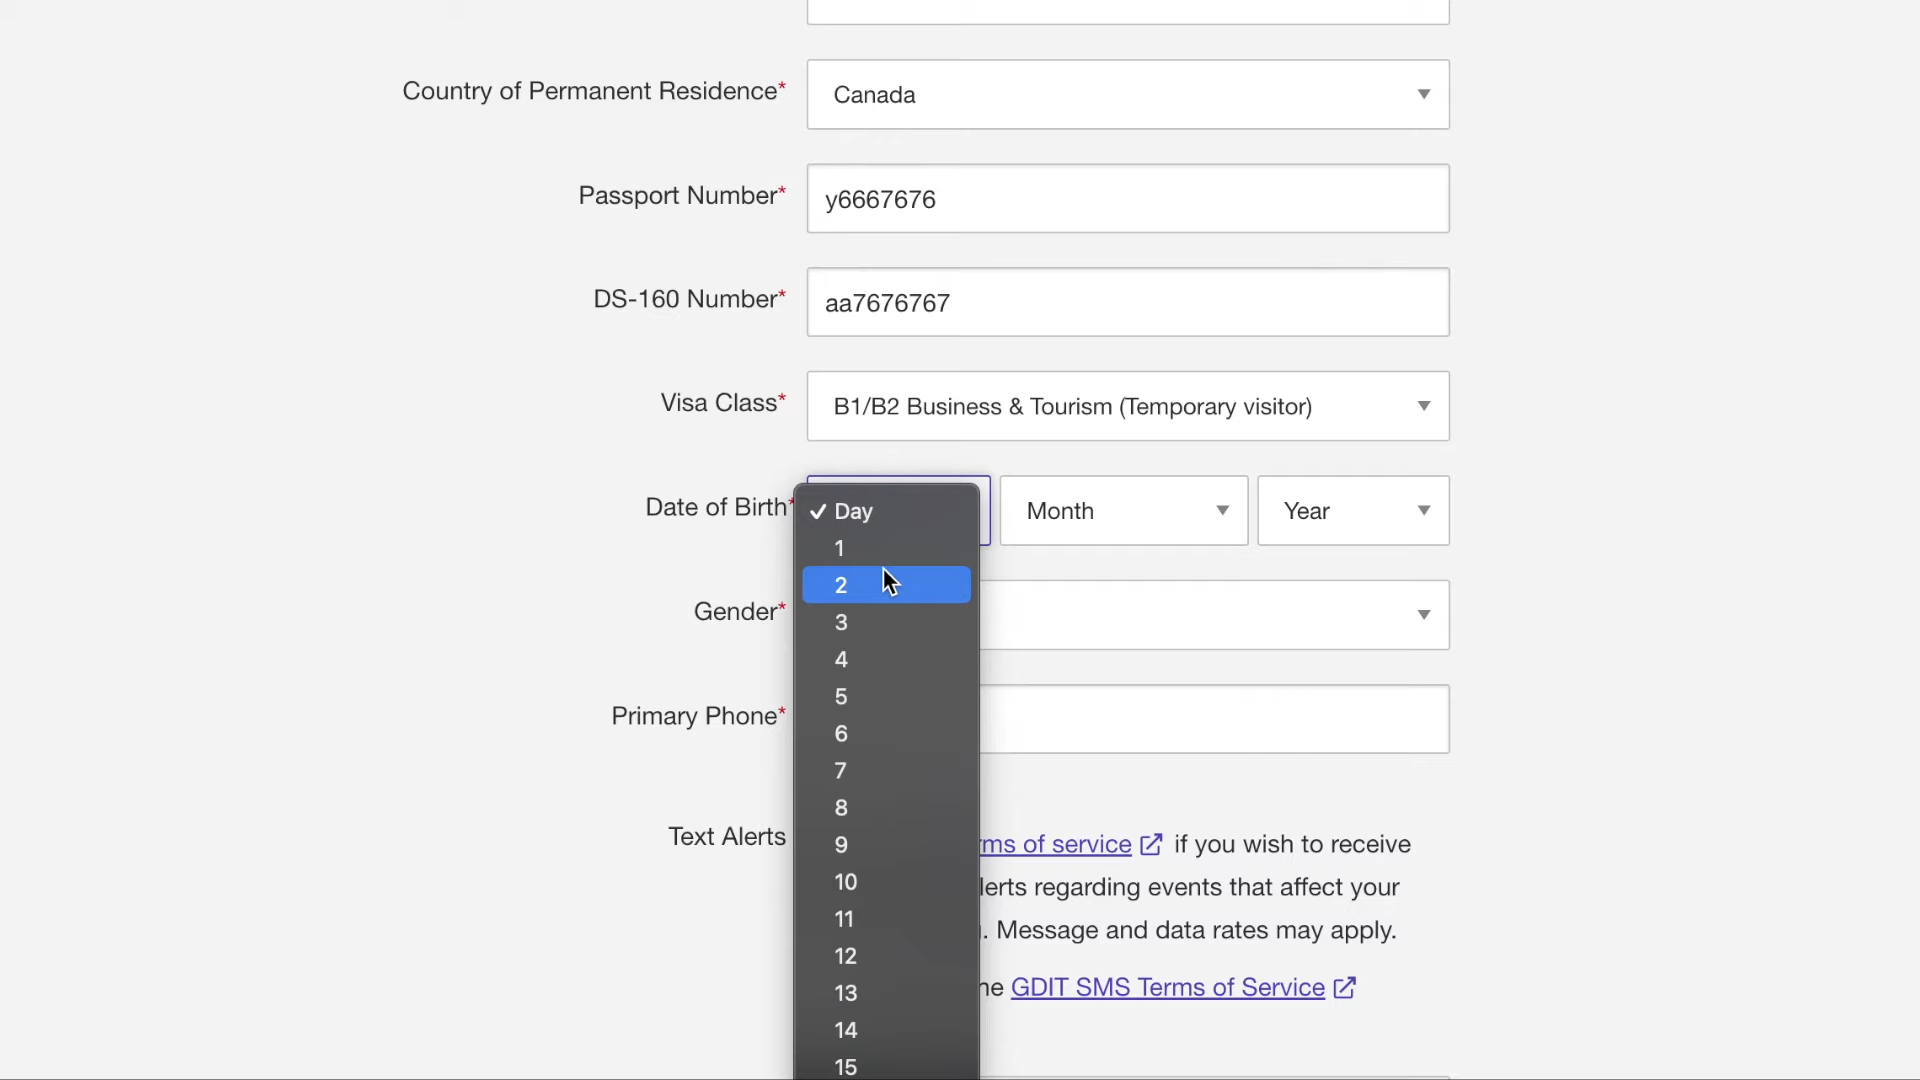 Country of Permanent Residence*
Canada
Passport Number*
y6667676
DS-160 Number*
aa7676767
Visa Class*
B1/B2 Business & Tourism (Temporary visitor)
Date of Birth*
✓ Day
Month
Year
1
2
3
4
5
6
7
8
9
10
11
12
13
14
15
Gender*
Primary Phone*
Text Alerts
of service if you wish to receive
regarding events that affect your
Message and data rates may apply.
GDIT SMS Terms of Service